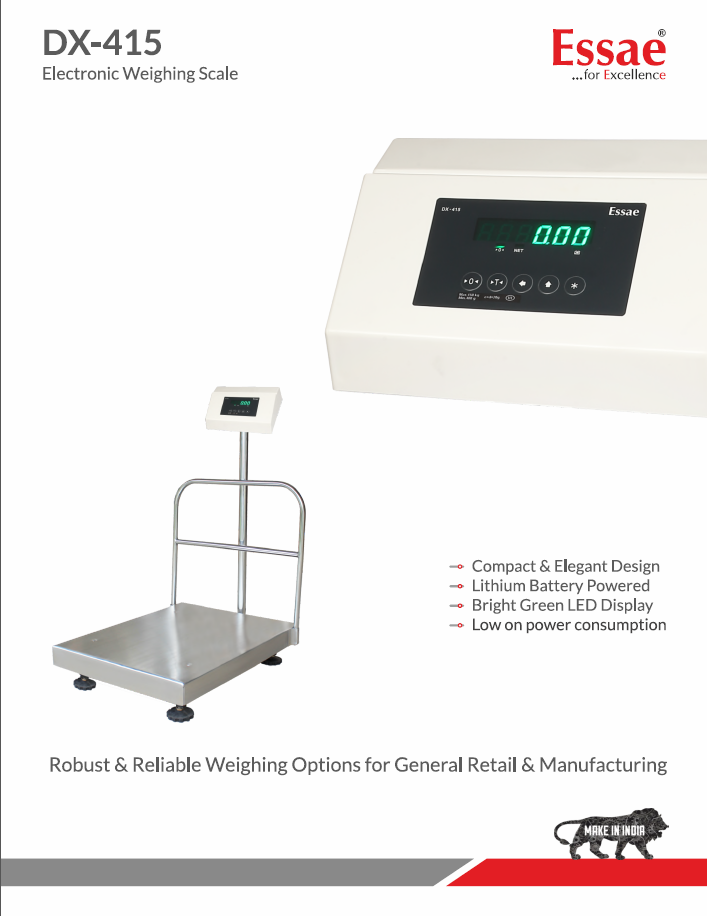 DX-415
Electronic Weighing Scale
Essae®
...for Excellence
DX-415
Essae
0.00
NET
▸0◂ ▸T◂
Compact & Elegant Design
Lithium Battery Powered
Bright Green LED Display
Low on power consumption
Robust & Reliable Weighing Options for General Retail & Manufacturing
MAKE IN INDIA